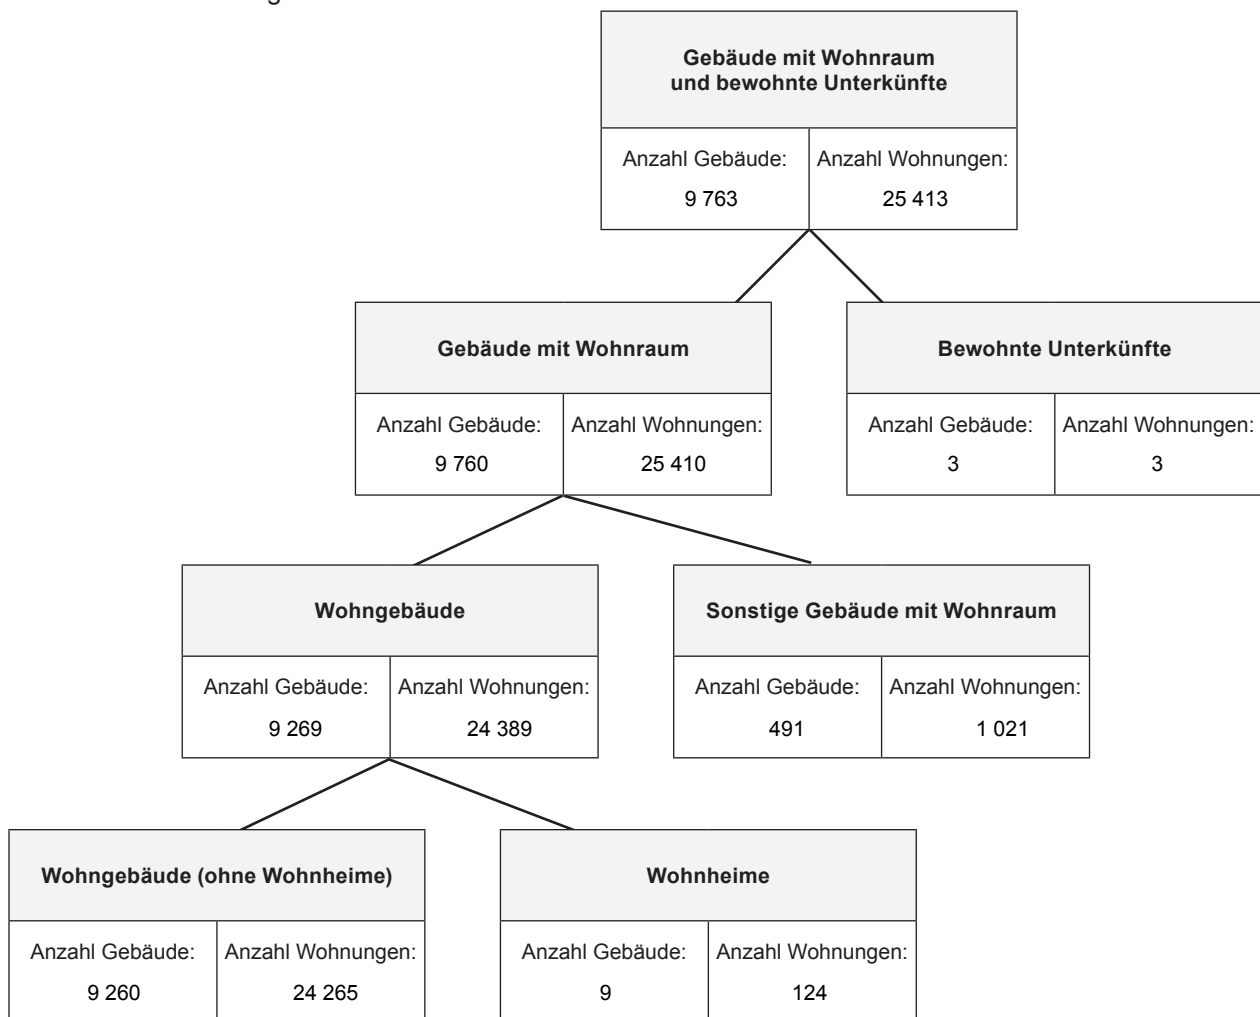 Gebäude mit Wohnraum
und bewohnte Unterkünfte
Anzahl Gebäude: Anzahl Wohnungen:
9 763 25 413
Gebäude mit Wohnraum Bewohnte Unterkünfte
Anzahl Gebäude: Anzahl Wohnungen: Anzahl Gebäude: Anzahl Wohnungen:
9 760 25 410 3 3
Wohngebäude Sonstige Gebäude mit Wohnraum
Anzahl Gebäude: Anzahl Wohnungen: Anzahl Gebäude: Anzahl Wohnungen:
9 269 24 389 491 1 021
Wohngebäude (ohne Wohnheime) Wohnheime
Anzahl Gebäude: Anzahl Wohnungen: Anzahl Gebäude: Anzahl Wohnungen:
9 260 24 265 9 124